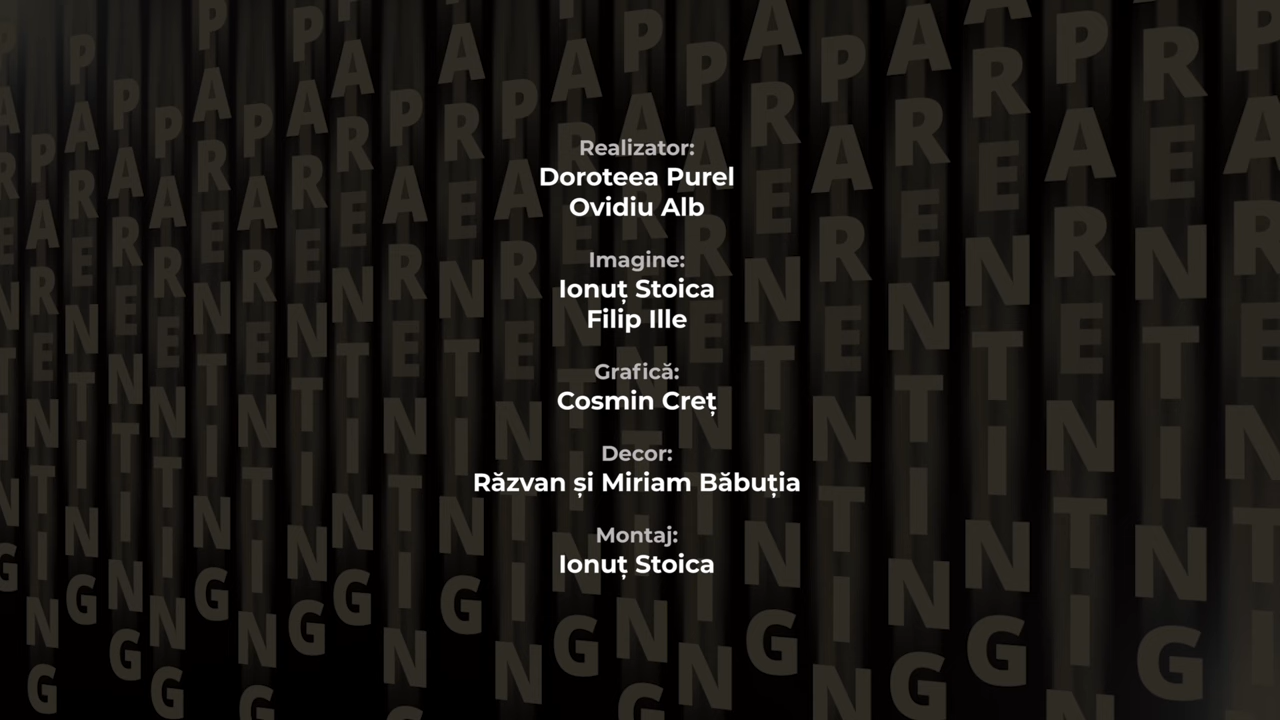 Realizator:
Doroteea Purel
Ovidiu Alb
Imagine:
Ionuț Stoica
Filip Ille
Grafică:
Cosmin Creț
Decor:
Răzvan și Miriam Băbuția
Montaj:
Ionuț Stoica
PARENTING